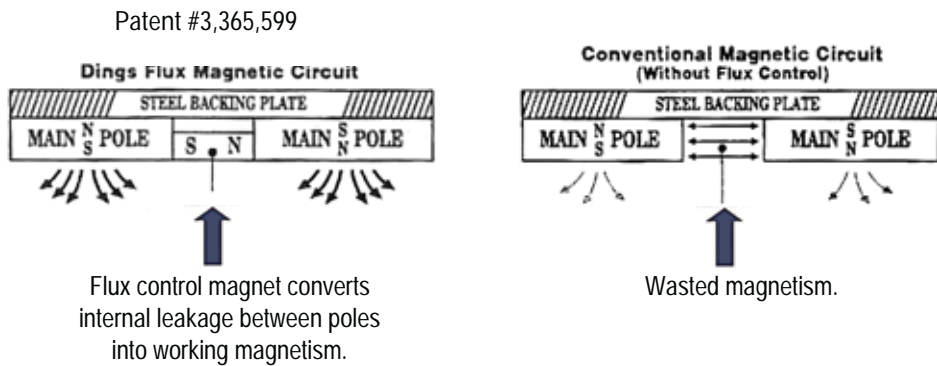 Patent #3,365,599
Dings Flux Magnetic Circuit
STEEL BACKING PLATE
MAIN N S POLE
S N
MAIN S N POLE
Flux control magnet converts
internal leakage between poles
into working magnetism.
Conventional Magnetic Circuit
(Without Flux Control)
STEEL BACKING PLATE
MAIN N S POLE
MAIN S N POLE
Wasted magnetism.